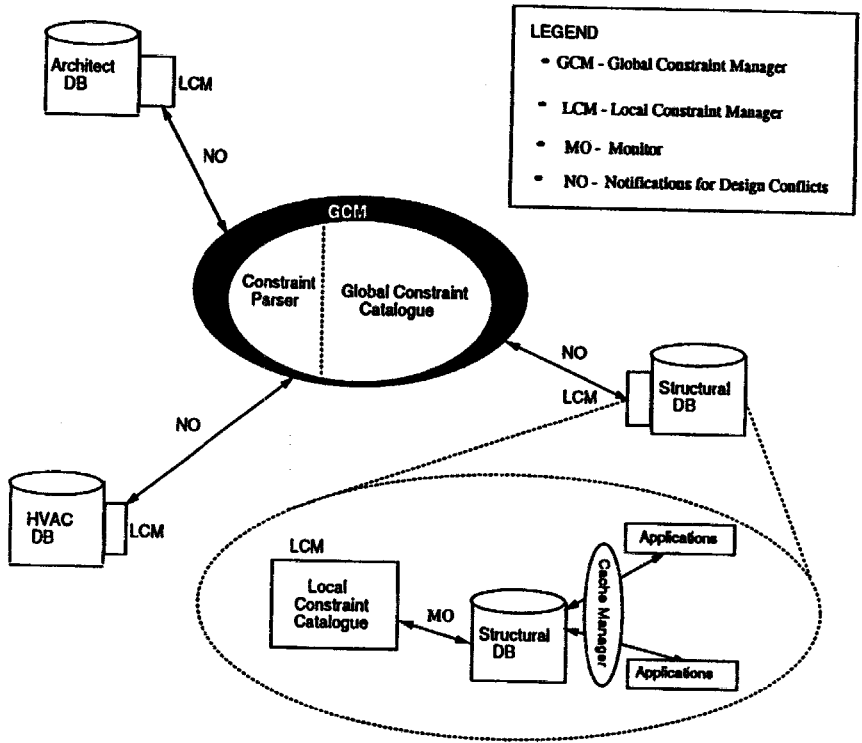 Architect
DB
LCM
NO
LEGEND
• GCM - Global Constraint Manager
• LCM - Local Constraint Manager
• MO - Monitor
• NO - Notifications for Design Conflicts
GCM
Constraint
Parser
Global Constraint
Catalogue
NO
LCM
Structural
DB
NO
HVAC
DB
LCM
LCM
Local
Constraint
Catalogue
MO
Structural
DB
Cache Manager
Applications
Applications